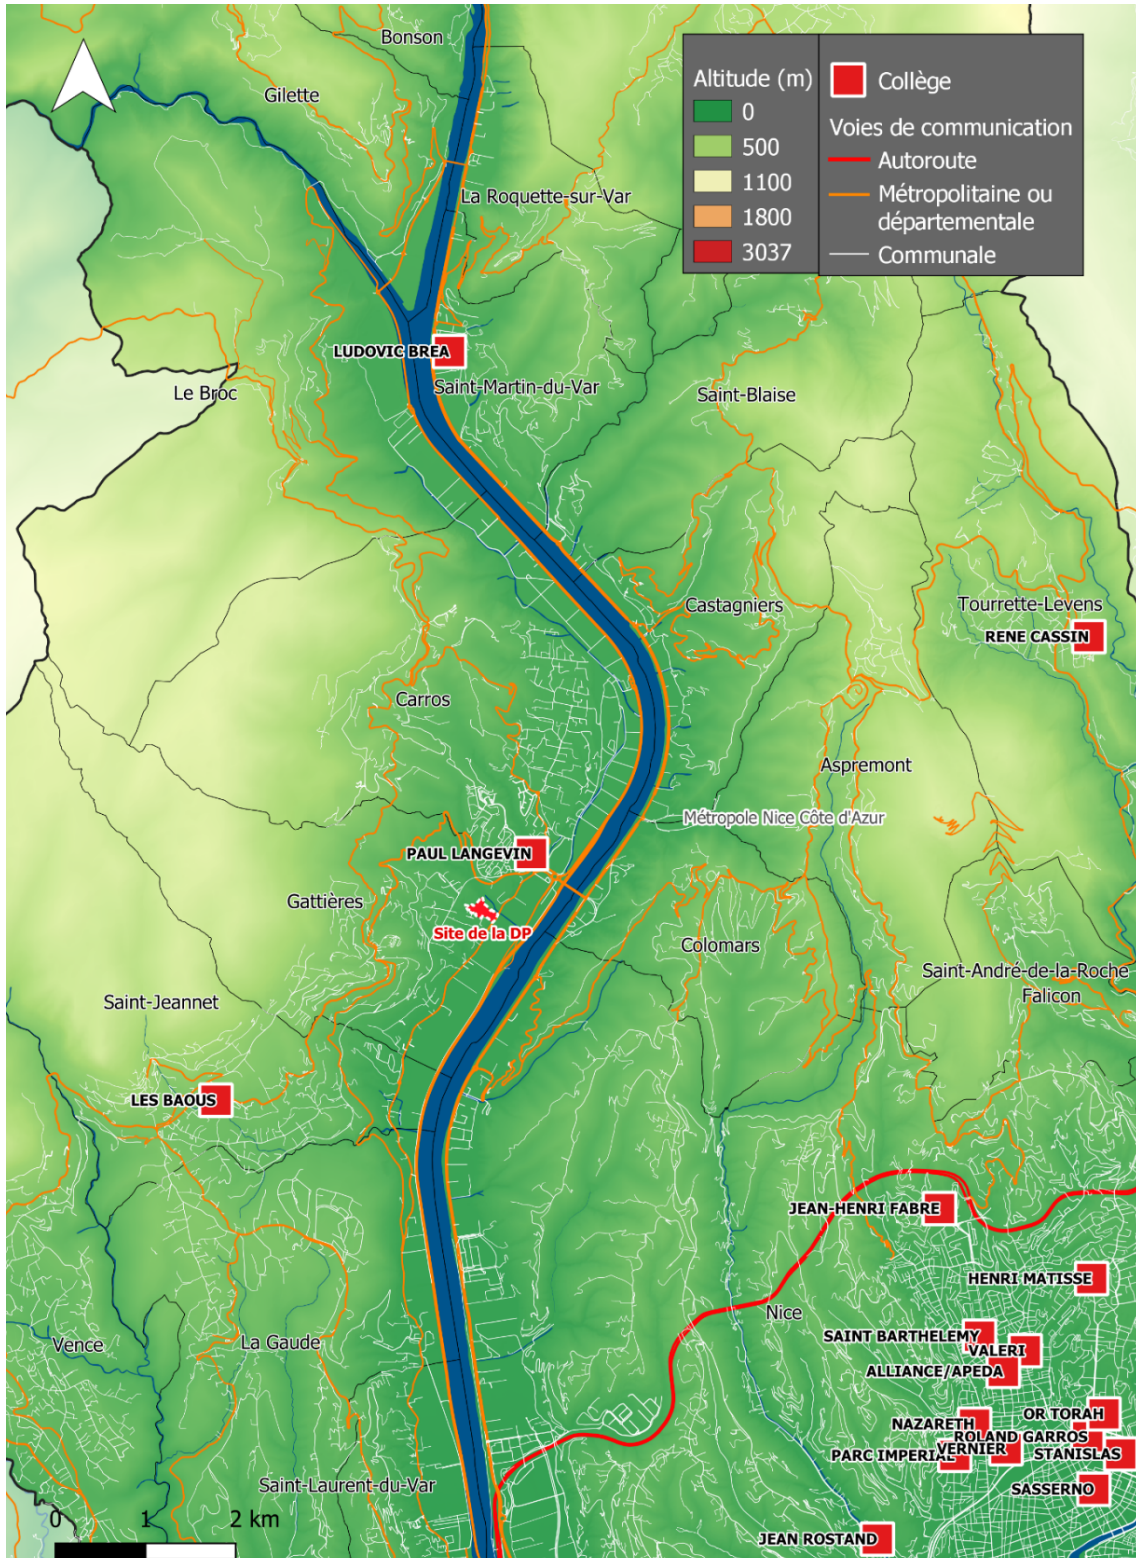 Bonson
Gilette
Altitude (m)
0
500
1100
1800
3037
Collège
Voies de communication
Autoroute
Métropolitaine ou
départementale
Communale
La Roquette-sur-Var
LUDOVIC BREA
Saint-Martin-du-Var
Le Broc
Saint-Blaise
Castagniers
Tourrette-Levens
RENE CASSIN
Carros
Aspremont
Métropole Nice Côte d'Azur
PAUL LANGEVIN
Gattières
Site de la DP
Colomars
Saint-André-de-la-Roche
Falicon
Saint-Jeannet
LES BAOUS
JEAN-HENRI FABRE
HENRI MATISSE
Nice
SAINT BARTHELEMY
VALERI
ALLIANCE/APEDA
Vence
La Gaude
OR TORAH
NAZARETH
ROLAND GARROS
PARC IMPERIAL
VERNIER
STANISLAS
Saint-Laurent-du-Var
SASSERNO
0 1 2 km
JEAN ROSTAND